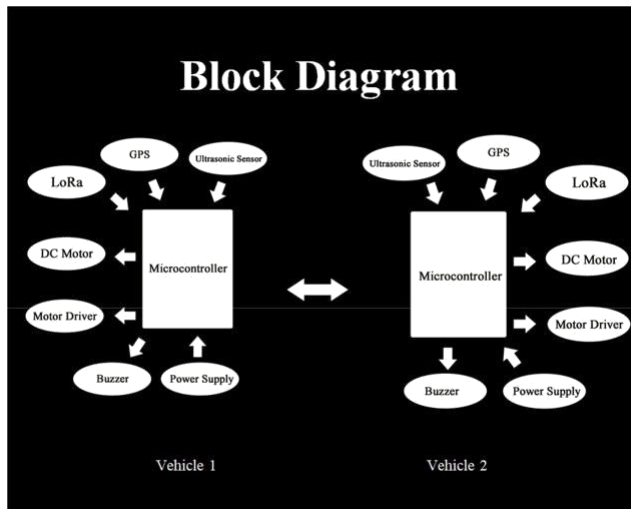 Block Diagram
GPS
Ultrasonic Sensor
LoRa
DC Motor
Microcontroller
Motor Driver
Buzzer
Power Supply
Vehicle 1
Ultrasonic Sensor
GPS
LoRa
Microcontroller
DC Motor
Motor Driver
Buzzer
Power Supply
Vehicle 2